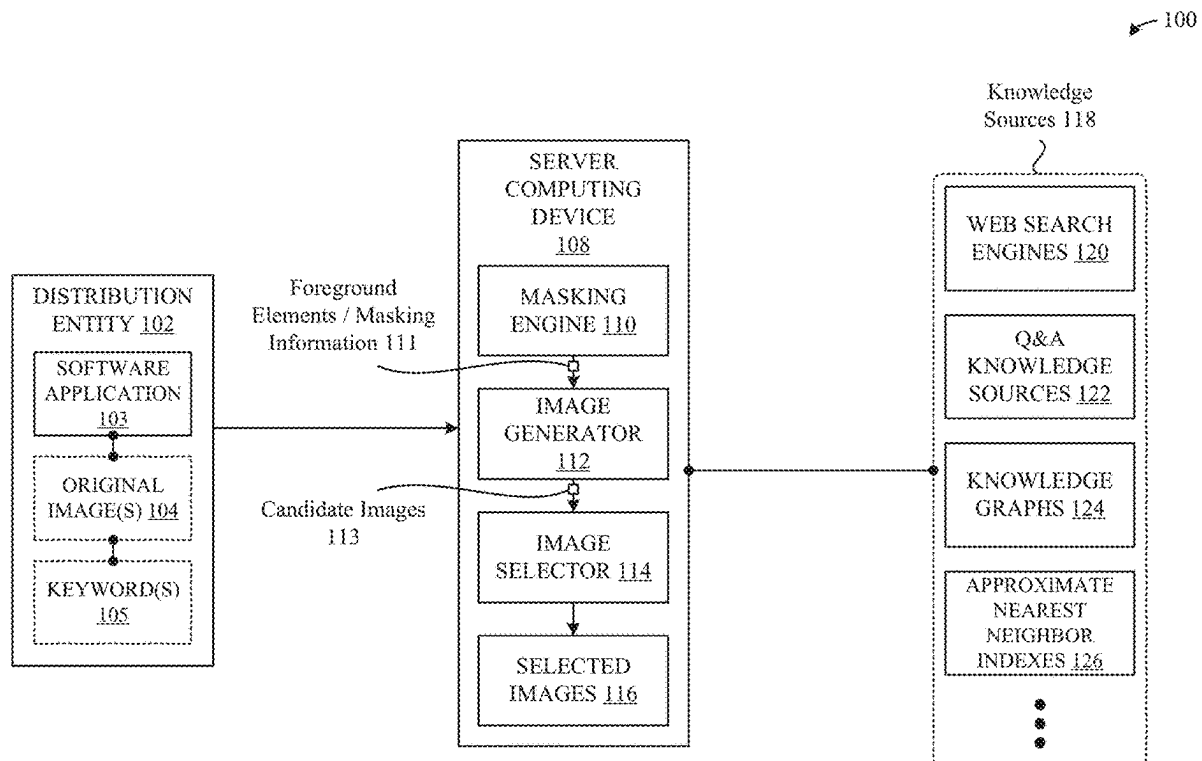 100
Knowledge
Sources 118
SERVER
COMPUTING
DEVICE
108
MASKING
ENGINE 110
IMAGE
GENERATOR
112
IMAGE
SELECTOR 114
SELECTED
IMAGES 116
DISTRIBUTION
ENTITY 102
SOFTWARE
APPLICATION
103
ORIGINAL
IMAGE(S) 104
KEYWORD(S)
105
Foreground
Elements / Masking
Information 111
Candidate Images
113
WEB SEARCH
ENGINES 120
Q&A
KNOWLEDGE
SOURCES 122
KNOWLEDGE
GRAPHS 124
APPROXIMATE
NEAREST
NEIGHBOR
INDEXES 126